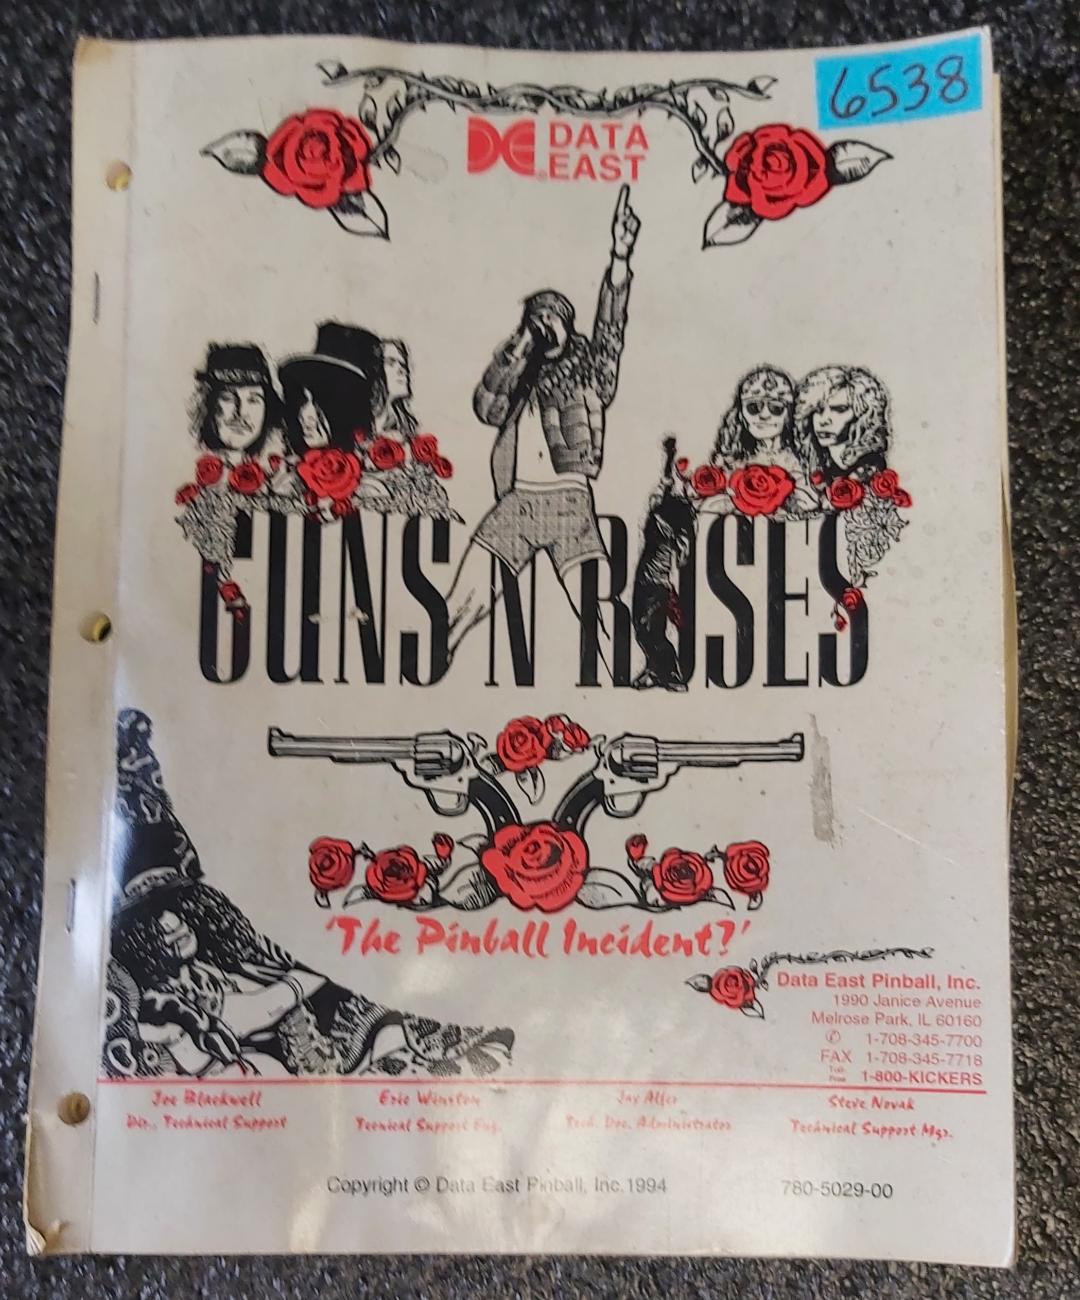 6538
DATA
EAST
GUNS N ROSES
'The Pinball Incident?'
Data East Pinball, Inc.
1990 Janice Avenue
Melrose Park, IL 60160
✆ 1-708-345-7700
FAX 1-708-345-7718
Toll Free 1-800-KICKERS
Joe Blackwell Eric Winston Jay Alfer Steve Novak
Dir., Technical Support Tecnical Support Eng. Tech. Doc. Administrator Technical Support Mgr.
Copyright © Data East Pinball, Inc.1994 780-5029-00